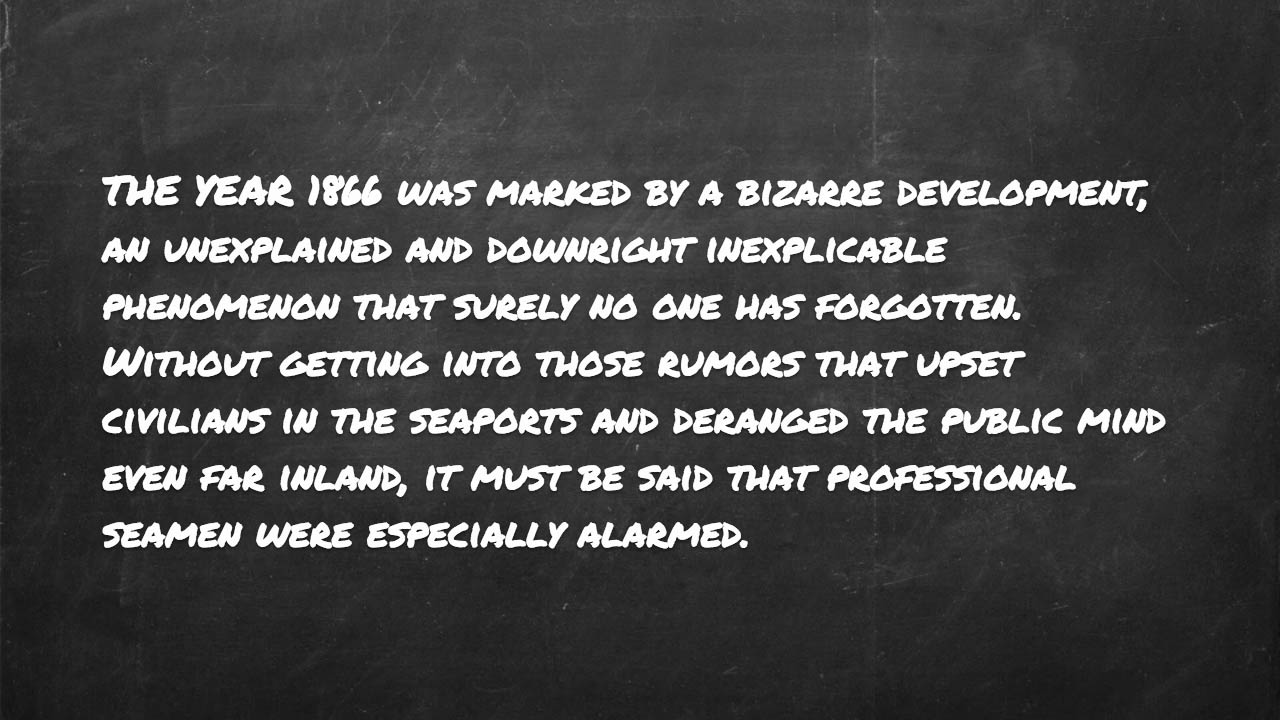 THE YEAR 1866 was marked by a bizarre development,
an unexplained and downright inexplicable
phenomenon that surely no one has forgotten.
Without getting into those rumors that upset
civilians in the seaports and deranged the public mind
even far inland, it must be said that professional
seamen were especially alarmed.